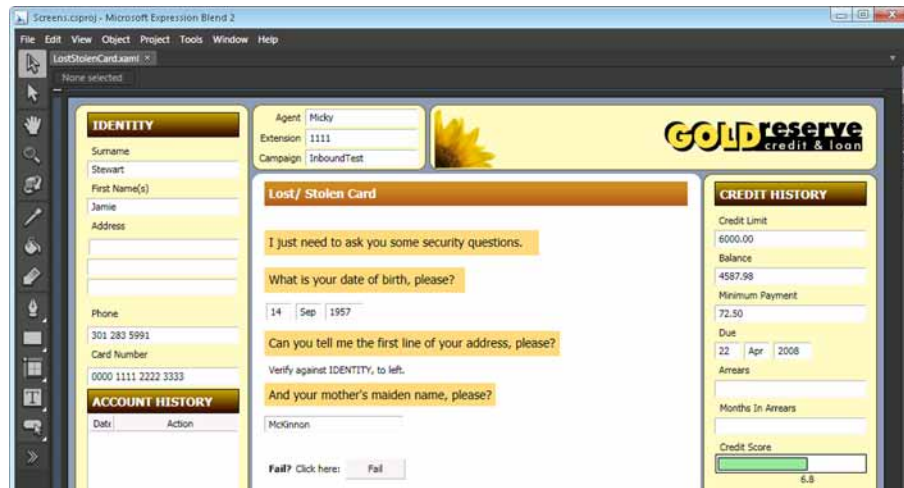 Screens.csproj - Microsoft Expression Blend 2
File Edit View Object Project Tools Window Help
LostStolenCard.xaml ×
None selected
IDENTITY
Surname
Stewart
First Name(s)
Jamie
Address
Phone
301 283 5991
Card Number
0000 1111 2222 3333
ACCOUNT HISTORY
Date Action
Agent Micky
Extension 1111
Campaign InboundTest
GOLD reserve
credit & loan
Lost/ Stolen Card
I just need to ask you some security questions.
What is your date of birth, please?
14 Sep 1957
Can you tell me the first line of your address, please?
Verify against IDENTITY, to left.
And your mother's maiden name, please?
McKinnon
Fail? Click here: Fail
CREDIT HISTORY
Credit Limit
6000.00
Balance
4587.98
Minimum Payment
72.50
Due
22 Apr 2008
Arrears
Months In Arrears
Credit Score
6.8